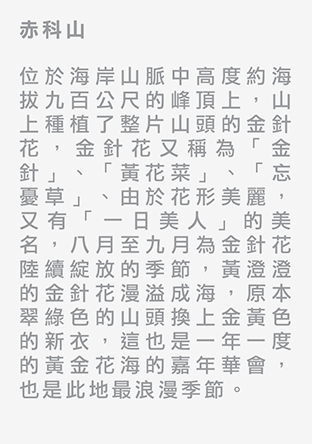 赤科山
位於海岸山脈中高度約海
拔九百公尺的峰頂上，山
上種植了整片山頭的金針
花，金針花又稱為「金
針」、「黃花菜」、「忘
憂草」、由於花形美麗，
又有「一日美人」的美
名，八月至九月為金針花
陸續綻放的季節，黃澄澄
的金針花漫溢成海，原本
翠綠色的山頭換上金黃色
的新衣，這也是一年一度
的黃金花海的嘉年華會，
也是此地最浪漫季節。